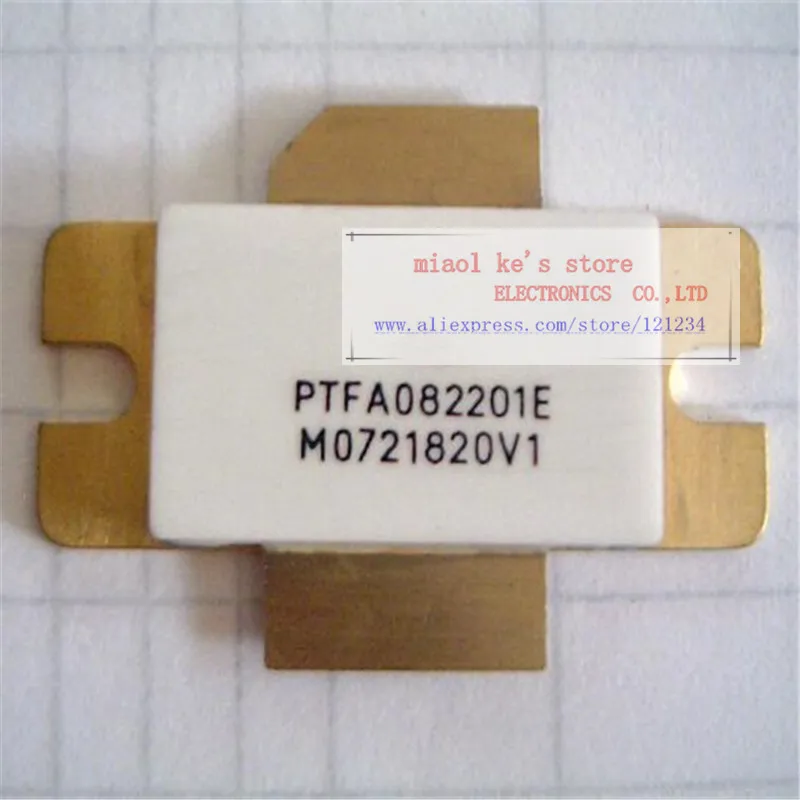 miaol ke's store
ELECTRONICS CO.,LTD
www.aliexpress.com/store/121234
PTFA082201E
M0721820V1